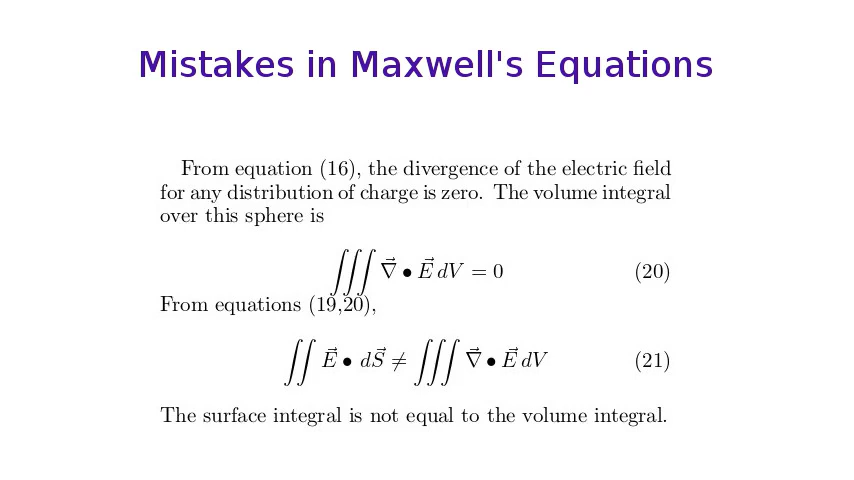 Mistakes in Maxwell's Equations
From equation (16), the divergence of the electric field
for any distribution of charge is zero. The volume integral
over this sphere is
∭ ∇⃗ • E⃗ dV = 0 (20)
From equations (19,20),
∬ E⃗ • dS⃗ ≠ ∭ ∇⃗ • E⃗ dV (21)
The surface integral is not equal to the volume integral.